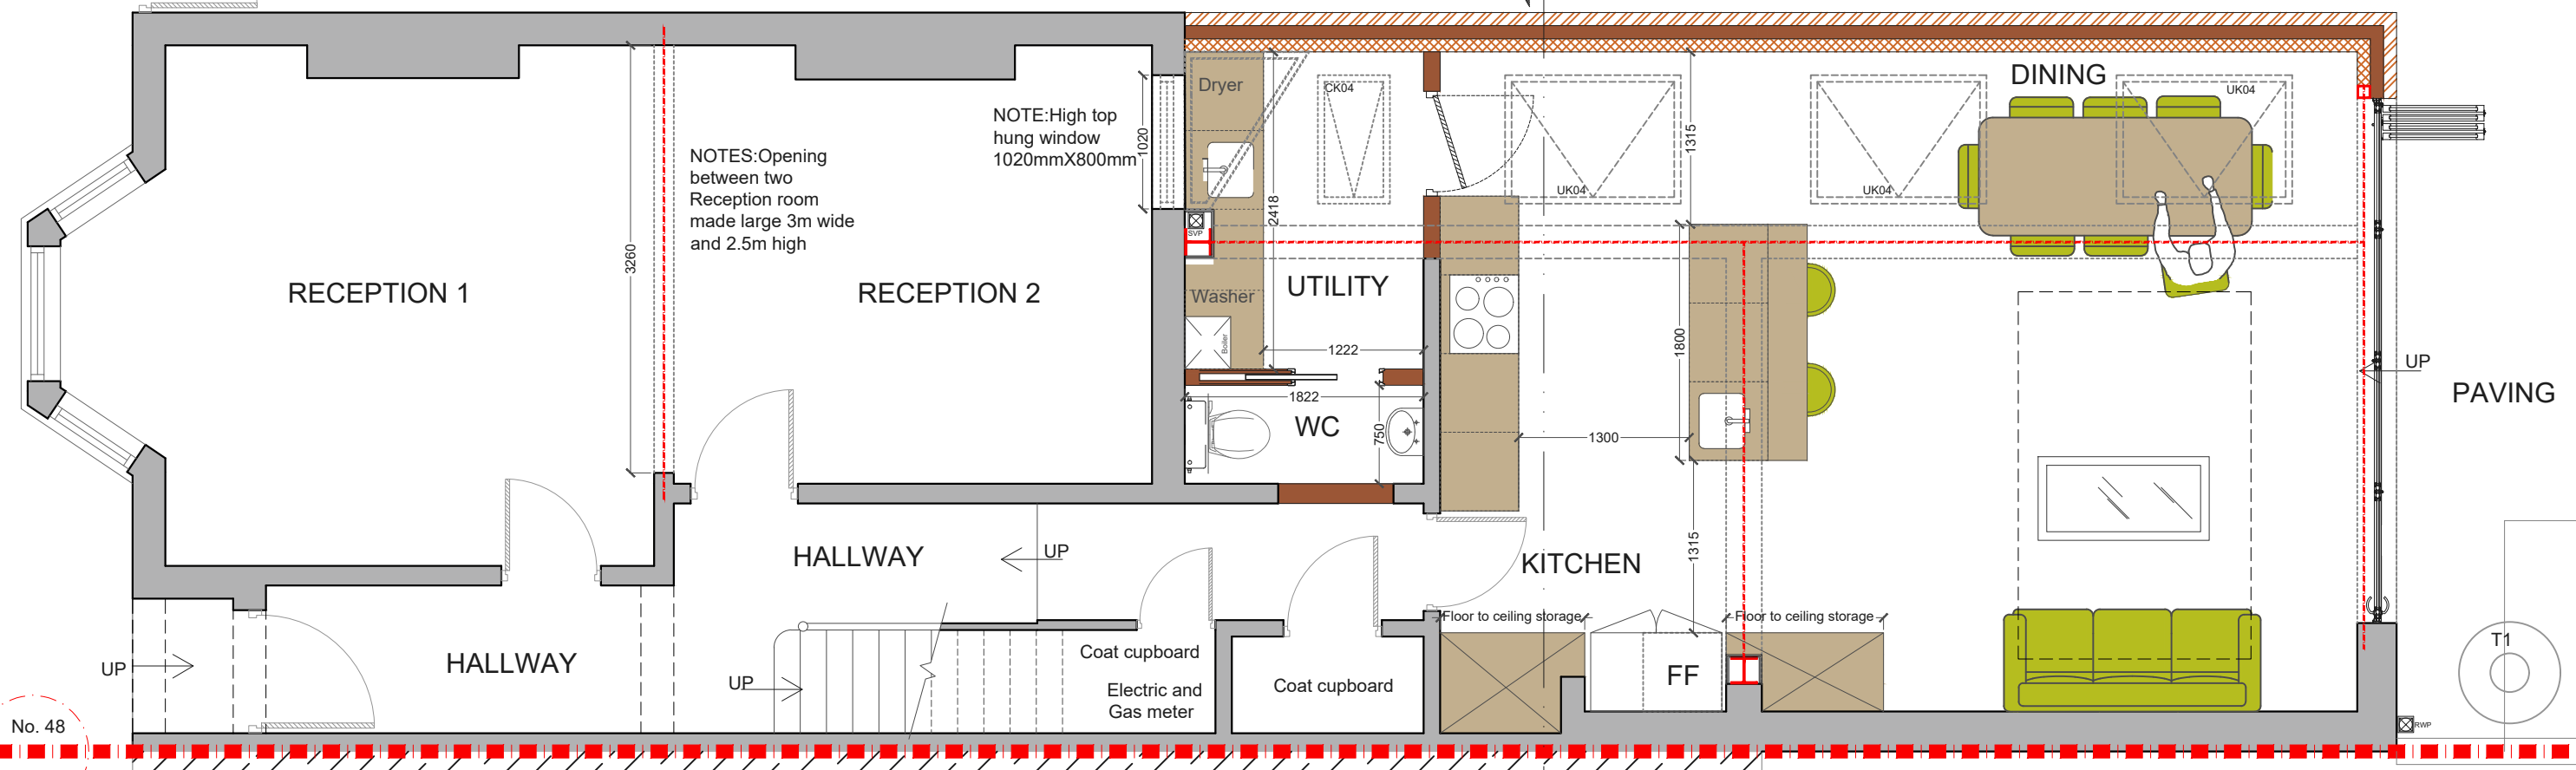 RECEPTION 1
3260
NOTES:Opening
between two
Reception room
made large 3m wide
and 2.5m high
RECEPTION 2
NOTE:High top
hung window
1020mmX800mm
1020
Dryer
SVP
Washer
Boiler
2418
CK04
UTILITY
1222
1822
WC
750
UK04
UK04
UK04
1315
1800
1300
1315
DINING
UP
PAVING
HALLWAY
UP
KITCHEN
Floor to ceiling storage
Floor to ceiling storage
FF
UP
HALLWAY
UP
Coat cupboard
Electric and
Gas meter
Coat cupboard
No. 48
T1
RWP